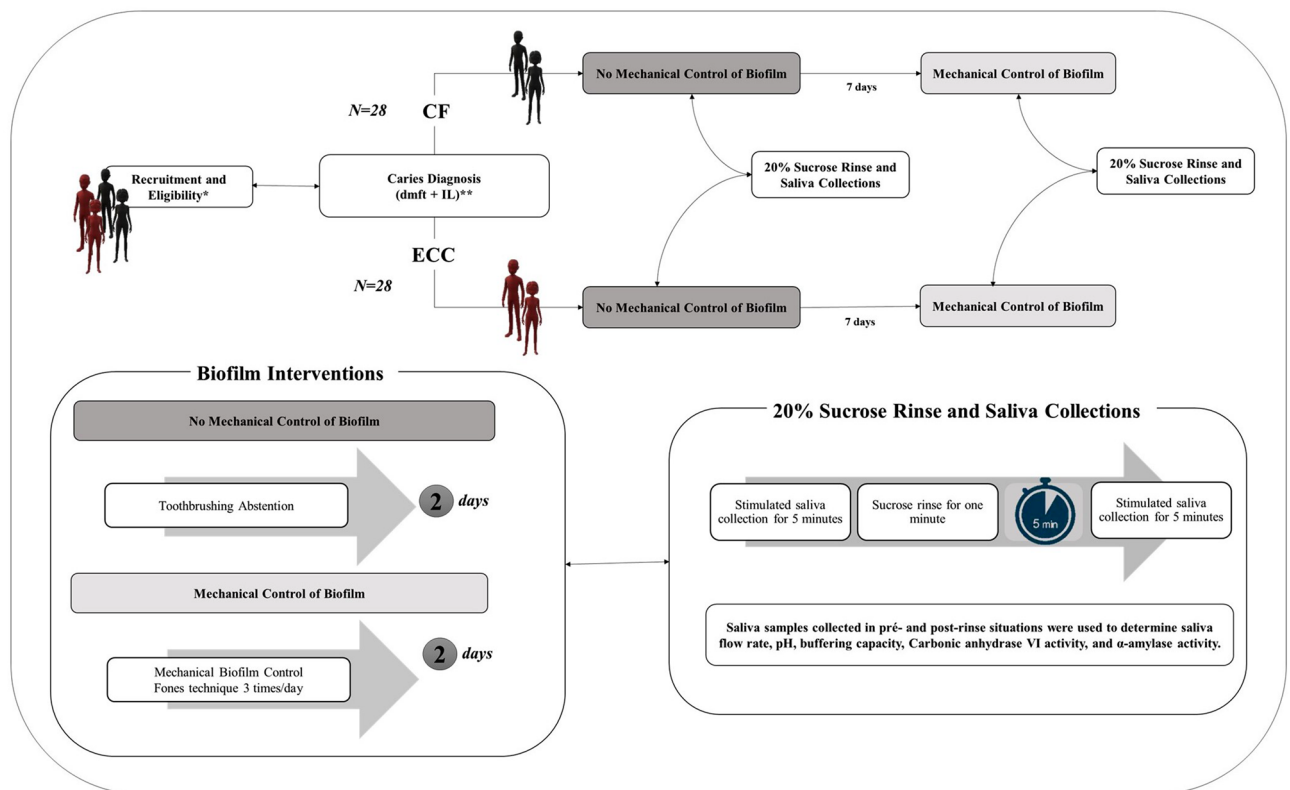 No Mechanical Control of Biofilm
7 days
Mechanical Control of Biofilm
N=28
CF
Recruitment and
Eligibility*
Caries Diagnosis
(dmft + IL)**
20% Sucrose Rinse and
Saliva Collections
20% Sucrose Rinse and
Saliva Collections
ECC
N=28
No Mechanical Control of Biofilm
7 days
Mechanical Control of Biofilm
Biofilm Interventions
No Mechanical Control of Biofilm
Toothbrushing Abstention
2 days
Mechanical Control of Biofilm
Mechanical Biofilm Control
Fones technique 3 times/day
2 days
20% Sucrose Rinse and Saliva Collections
Stimulated saliva
collection for 5 minutes
Sucrose rinse for one
minute
5 min
Stimulated saliva
collection for 5 minutes
Saliva samples collected in pré- and post-rinse situations were used to determine saliva
flow rate, pH, buffering capacity, Carbonic anhydrase VI activity, and α-amylase activity.